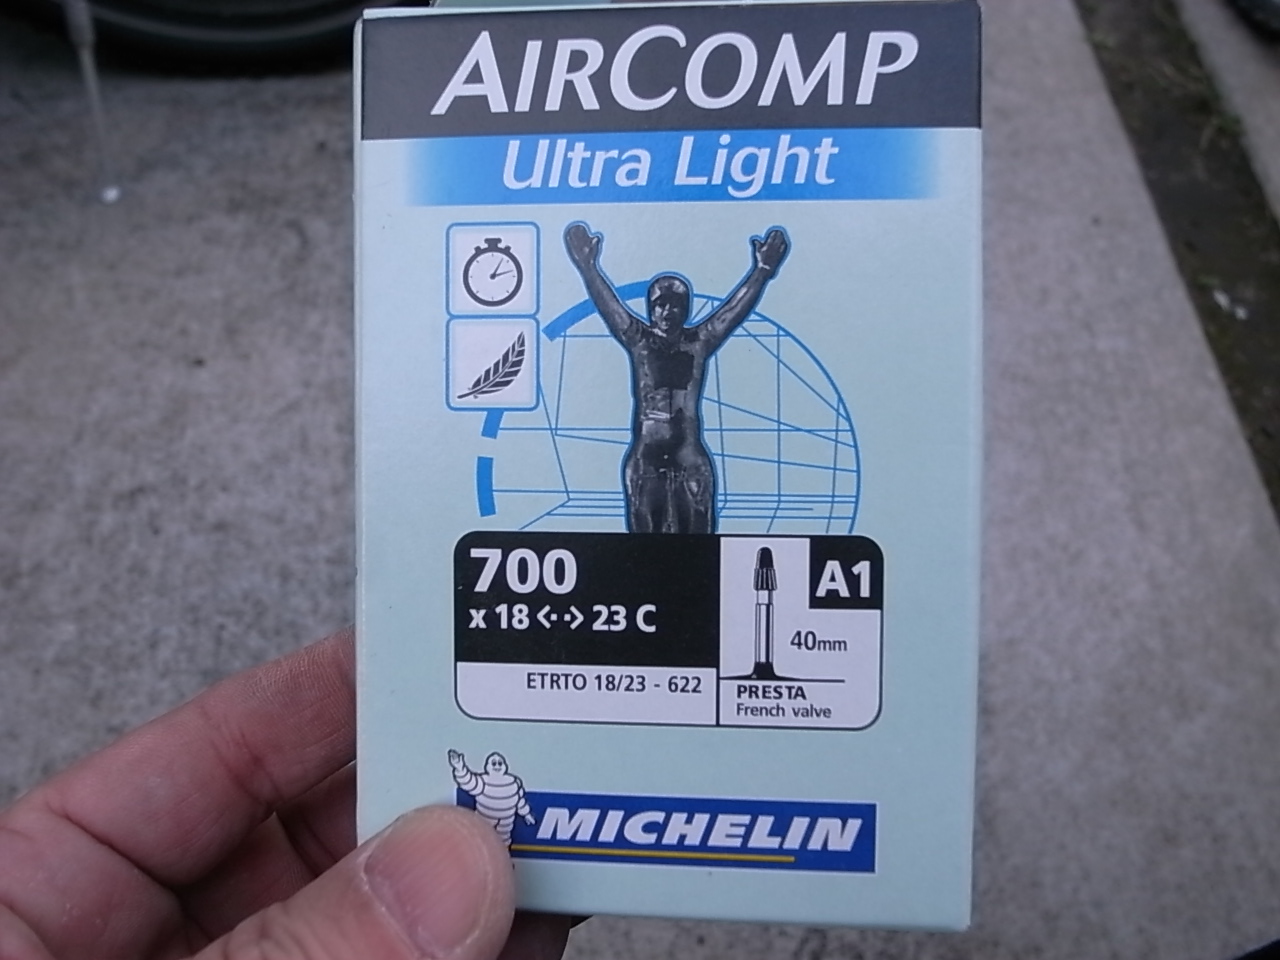 AIRCOMP
Ultra Light
700
x 18 <··> 23 C
ETRTO 18/23 - 622
A1
40mm
PRESTA
French valve
MICHELIN